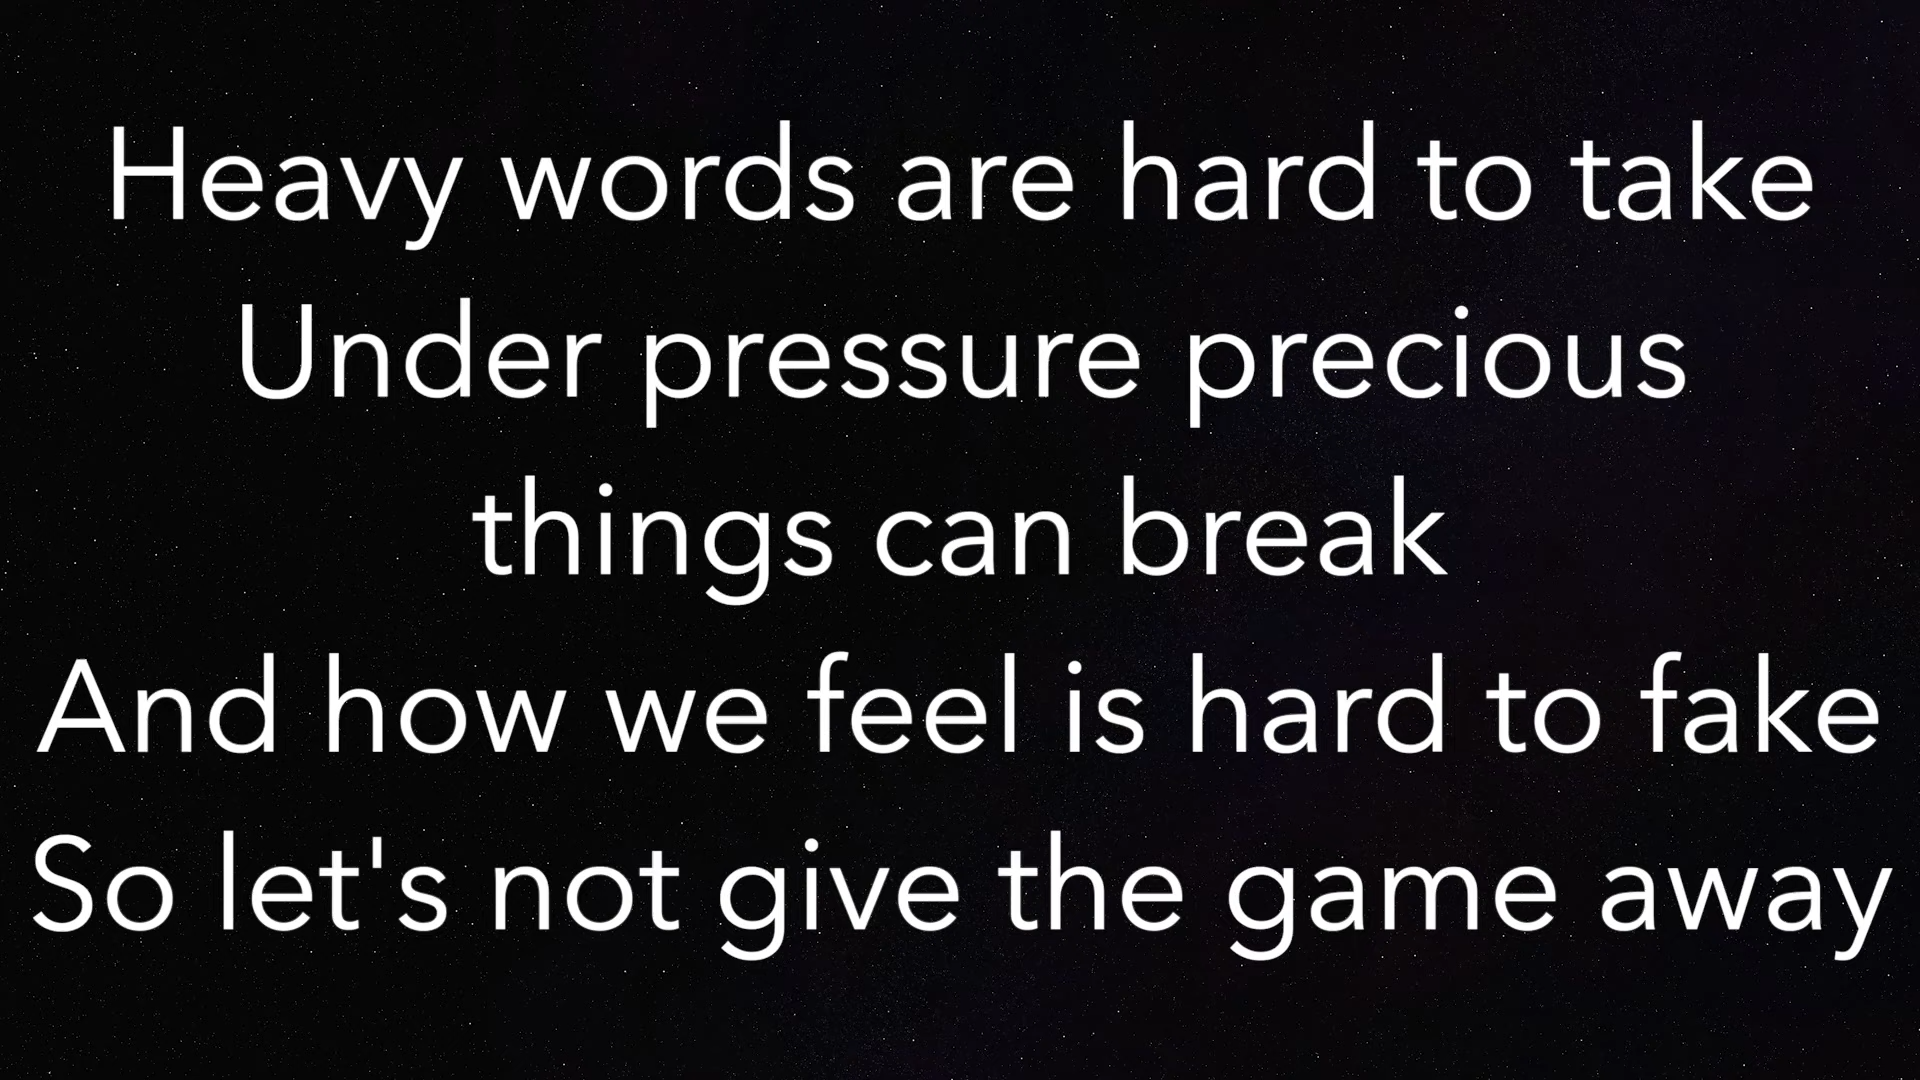 Heavy words are hard to take
Under pressure precious
things can break
And how we feel is hard to fake
So let's not give the game away